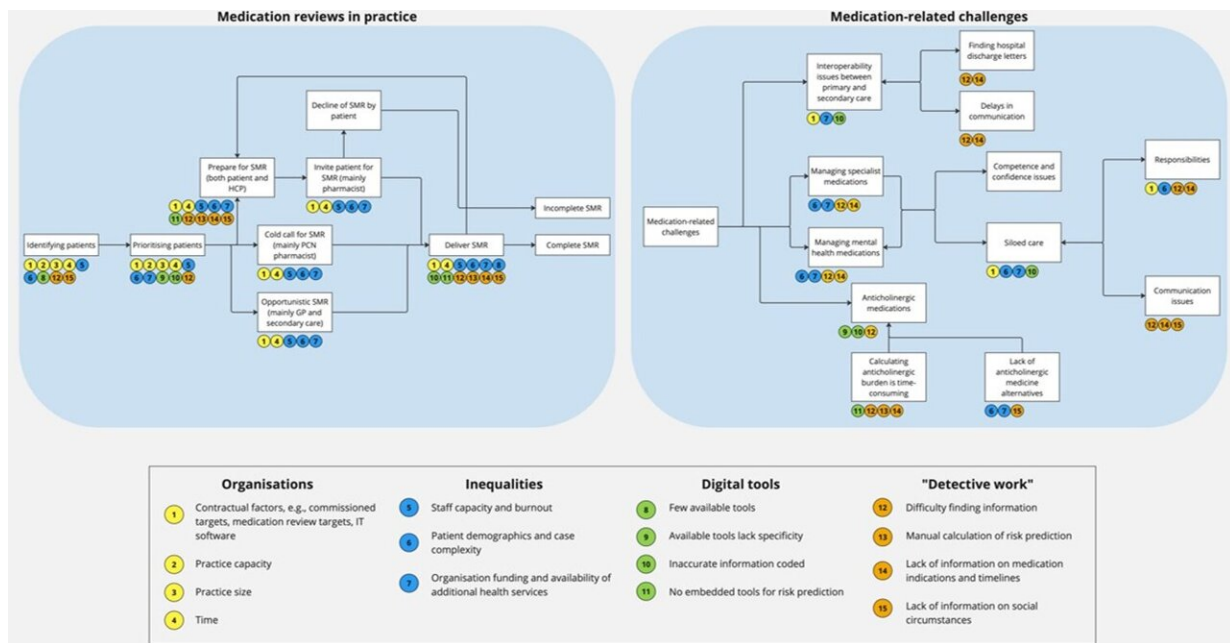 Medication reviews in practice
Decline of SMR by
patient
Prepare for SMR
(both patient and
HCP)
1 4 5 6 7
11 12 13 14 15
Invite patient for
SMR (mainly
pharmacist)
1 4 5 6 7
Incomplete SMR
Identifying patients
1 2 3 4 5
6 8 12 15
Prioritising patients
1 2 3 4 5
6 7 9 10 12
Cold call for SMR
(mainly PCN
pharmacist)
1 4 5 6 7
Deliver SMR
1 4 5 6 7 8
10 11 12 13 14 15
Complete SMR
Opportunistic SMR
(mainly GP and
secondary care)
1 4 5 6 7
Medication-related challenges
Finding hospital
discharge letters
12 14
Interoperability
issues between
primary and
secondary care
1 7 10
Delays in
communication
12 14
Managing specialist
medications
6 7 12 14
Competence and
confidence issues
Responsibilities
1 6 12 14
Medication-related
challenges
Managing mental
health medications
6 7 12 14
Siloed care
1 6 7 10
Anticholinergic
medications
9 10 12
Communication
issues
12 14 15
Calculating
anticholinergic
burden is time-
consuming
11 12 13 14
Lack of
anticholinergic
medicine
alternatives
6 7 15
Organisations
1 Contractual factors, e.g., commissioned
targets, medication review targets, IT
software
2 Practice capacity
3 Practice size
4 Time
Inequalities
5 Staff capacity and burnout
6 Patient demographics and case
complexity
7 Organisation funding and availability of
additional health services
Digital tools
8 Few available tools
9 Available tools lack specificity
10 Inaccurate information coded
11 No embedded tools for risk prediction
"Detective work"
12 Difficulty finding information
13 Manual calculation of risk prediction
14 Lack of information on medication
indications and timelines
15 Lack of information on social
circumstances